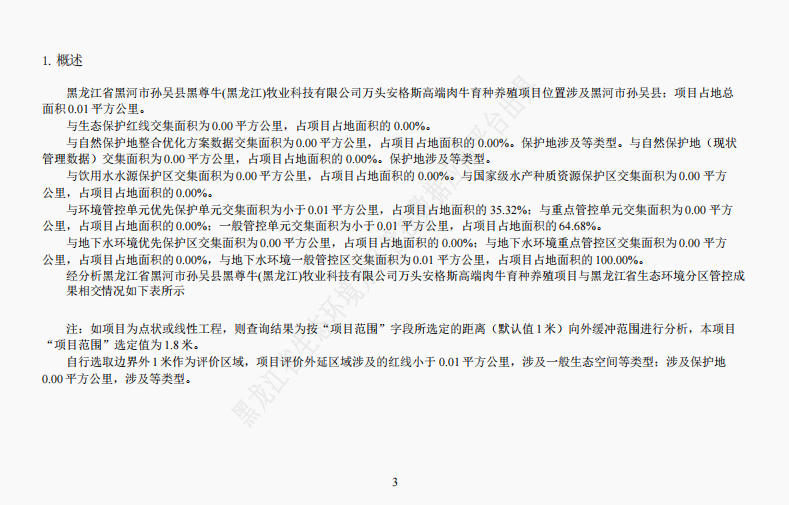 1. 概述
黑龙江省黑河市孙吴县黑尊牛(黑龙江)牧业科技有限公司万头安格斯高端肉牛育种养殖项目位置涉及黑河市孙吴县；项目占地总
面积0.01平方公里。
与生态保护红线交集面积为0.00平方公里，占项目占地面积的 0.00%。
与自然保护地整合优化方案数据交集面积为0.00平方公里，占项目占地面积的 0.00%。保护地涉及等类型。与自然保护地（现状
管理数据）交集面积为0.00平方公里，占项目占地面积的 0.00%。保护地涉及等类型。
与饮用水水源保护区交集面积为0.00平方公里，占项目占地面积的 0.00%。与国家级水产种质资源保护区交集面积为0.00 平方
公里，占项目占地面积的0.00%。
与环境管控单元优先保护单元交集面积为小于0.01平方公里，占项目占地面积的 35.32%；与重点管控单元交集面积为0.00 平方
公里，占项目占地面积的0.00%；一般管控单元交集面积为小于0.01平方公里，占项目占地面积的64.68%。
与地下水环境优先保护区交集面积为0.00平方公里，占项目占地面积的 0.00%；与地下水环境重点管控区交集面积为0.00 平方
公里，占项目占地面积的0.00%，与地下水环境一般管控区交集面积为0.01平方公里，占项目占地面积的100.00%。
经分析黑龙江省黑河市孙吴县黑尊牛(黑龙江)牧业科技有限公司万头安格斯高端肉牛育种养殖项目与黑龙江省生态环境分区管控成
果相交情况如下表所示
注：如项目为点状或线性工程，则查询结果为按“项目范围”字段所选定的距离（默认值1米）向外缓冲范围进行分析，本项目
“项目范围”选定值为1.8米。
自行选取边界外1米作为评价区域，项目评价外延区域涉及的红线小于 0.01平方公里，涉及一般生态空间等类型；涉及保护地
0.00平方公里，涉及等类型。
3